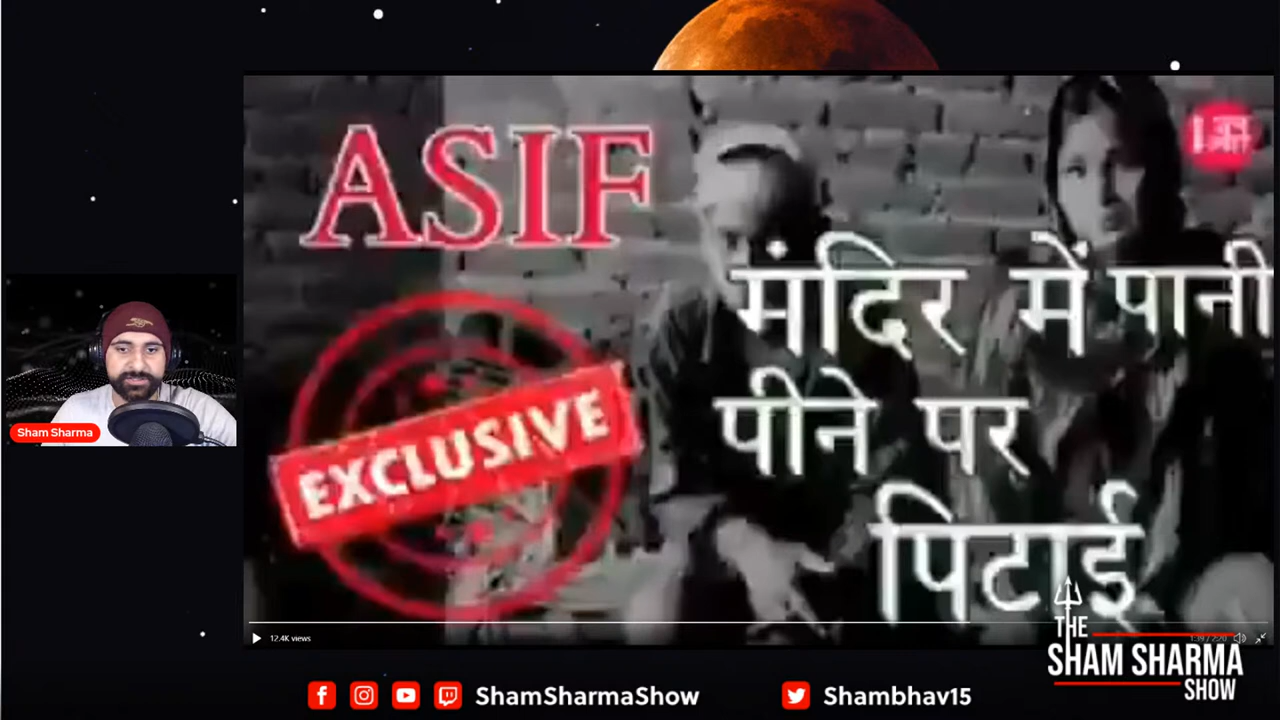 ASIF
EXCLUSIVE
मंदिर में पानी
पीने पर
पिटाई
Sham Sharma
12.4K views
THE
SHAM SHARMA
SHOW
ShamSharmaShow
Shambhav15